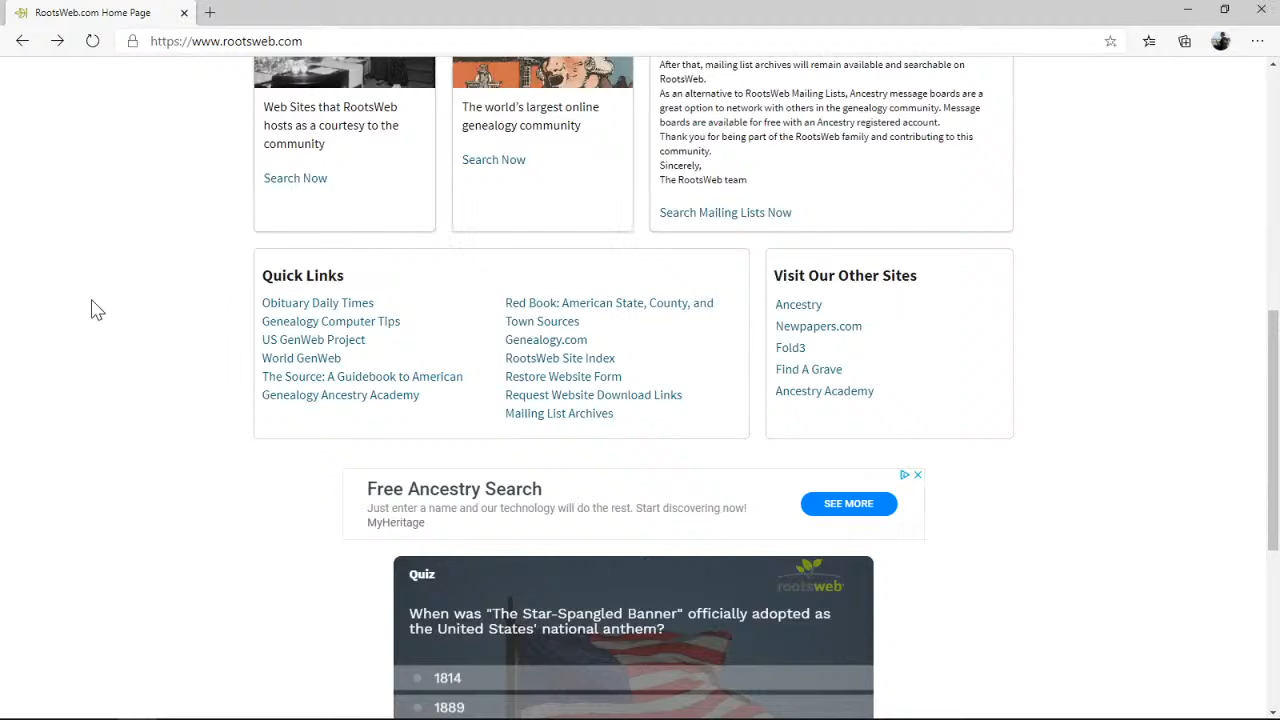 RootsWeb.com Home Page
https://www.rootsweb.com
Web Sites that RootsWeb
hosts as a courtesy to the
community
Search Now
The world's largest online
genealogy community
Search Now
After that, mailing list archives will remain available and searchable on
RootsWeb.
As an alternative to RootsWeb Mailing Lists, Ancestry message boards are a
great option to network with others in the genealogy community. Message
boards are available for free with an Ancestry registered account.
Thank you for being part of the RootsWeb family and contributing to this
community.
Sincerely,
The RootsWeb team
Search Mailing Lists Now
Quick Links
Obituary Daily Times
Genealogy Computer Tips
US GenWeb Project
World GenWeb
The Source: A Guidebook to American
Genealogy Ancestry Academy
Red Book: American State, County, and
Town Sources
Genealogy.com
RootsWeb Site Index
Restore Website Form
Request Website Download Links
Mailing List Archives
Visit Our Other Sites
Ancestry
Newpapers.com
Fold3
Find A Grave
Ancestry Academy
Free Ancestry Search
Just enter a name and our technology will do the rest. Start discovering now!
MyHeritage
SEE MORE
Quiz
rootsweb
When was "The Star-Spangled Banner" officially adopted as
the United States' national anthem?
1814
1889